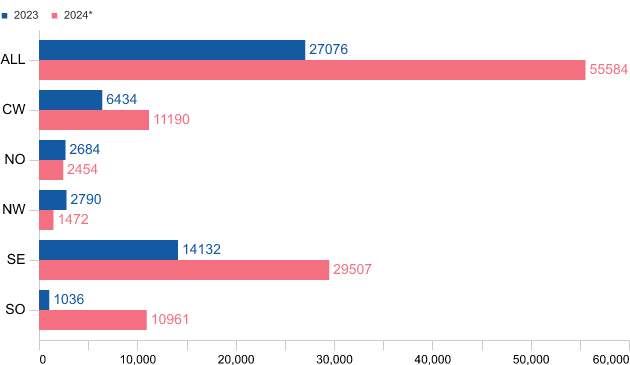 2023 2024*
ALL 27076
55584
CW 6434
11190
NO 2684
2454
NW 2790
1472
SE 14132
29507
SO 1036
10961
0 10,000 20,000 30,000 40,000 50,000 60,000